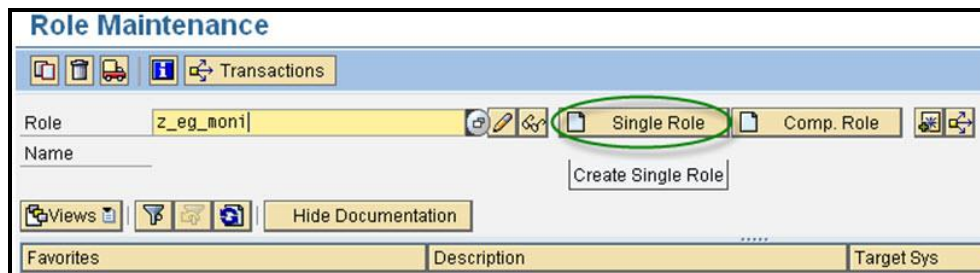 Role Maintenance
Transactions
Role z_eg_moni Single Role Comp. Role
Name
Create Single Role
Views Hide Documentation
Favorites Description Target Sys